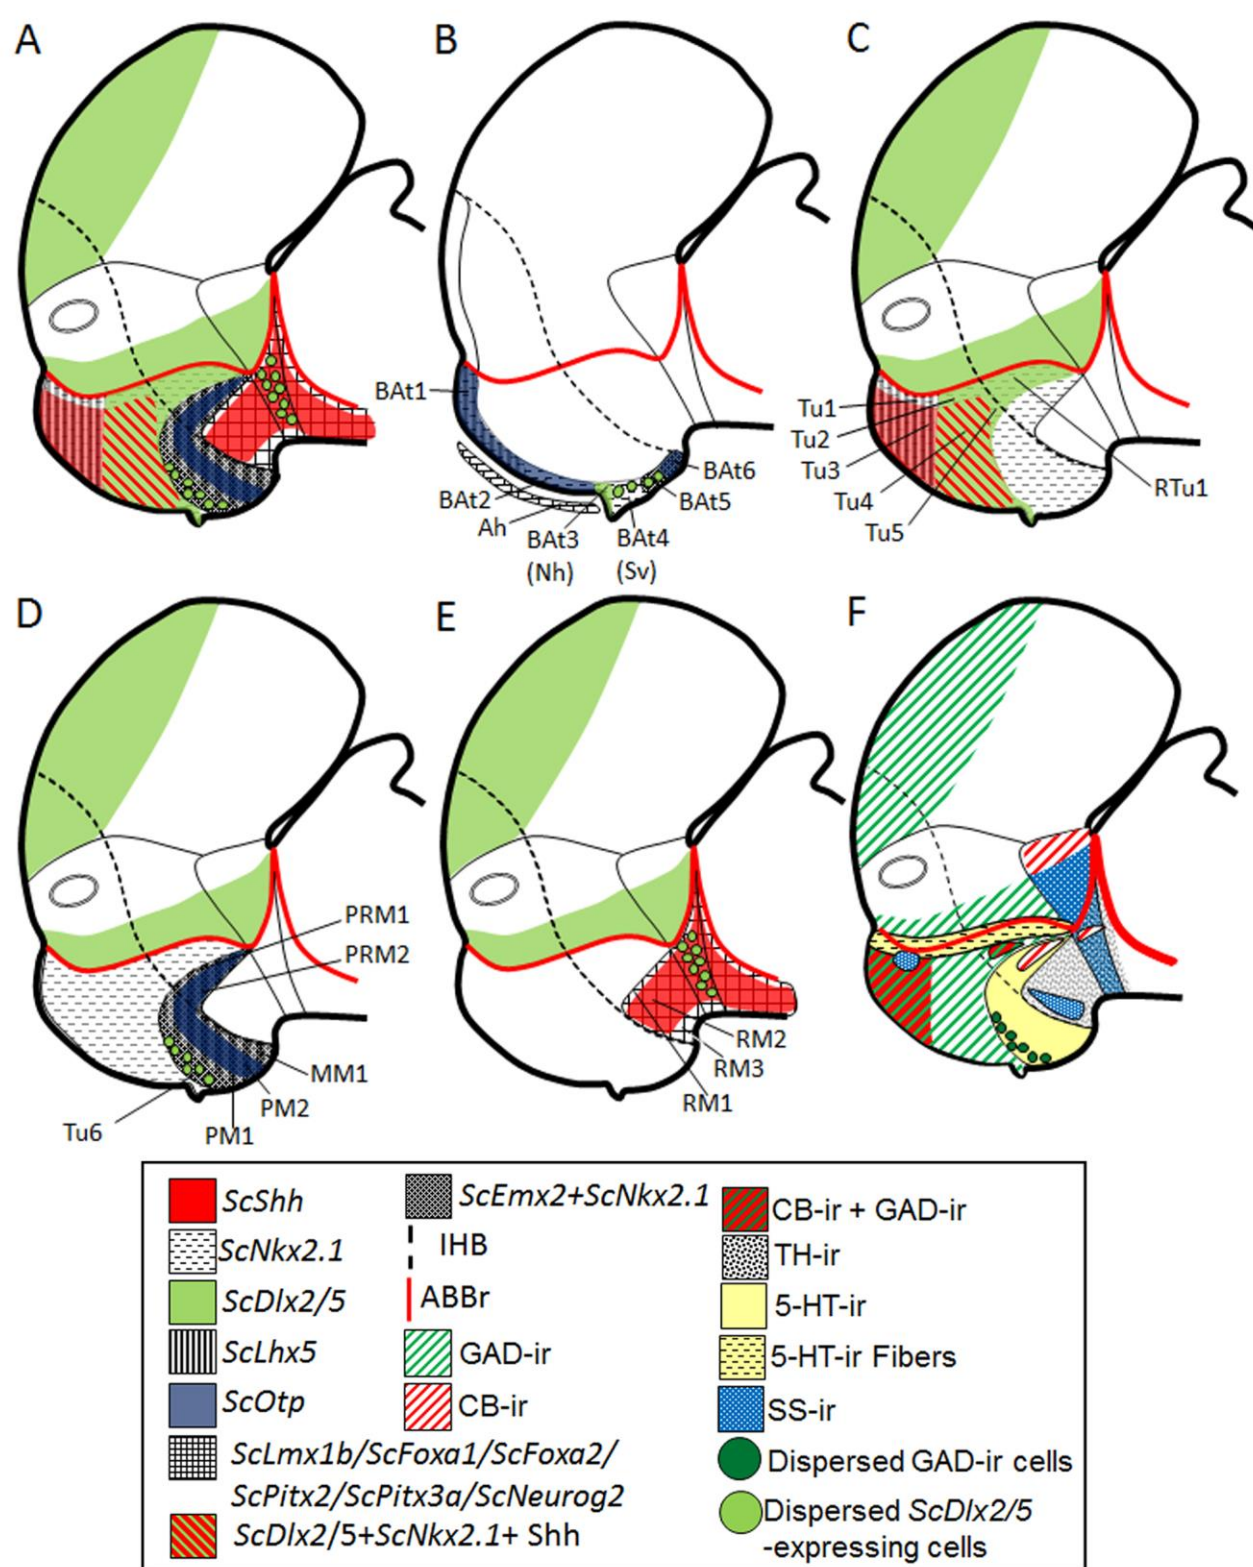 A
B
C
BAt1
BAt2
Ah
BAt3
(Nh)
BAt4
(Sv)
BAt5
BAt6
Tu1
Tu2
Tu3
Tu4
Tu5
RTu1
D
E
F
PRM1
PRM2
MM1
PM2
PM1
Tu6
RM2
RM3
RM1
ScShh
ScNkx2.1
ScDlx2/5
ScLhx5
ScOtp
ScLmx1b/ScFoxa1/ScFoxa2/
ScPitx2/ScPitx3a/ScNeurog2
ScDlx2/5+ScNkx2.1+ Shh
ScEmx2+ScNkx2.1
IHB
ABBr
GAD-ir
CB-ir
CB-ir + GAD-ir
TH-ir
5-HT-ir
5-HT-ir Fibers
SS-ir
Dispersed GAD-ir cells
Dispersed ScDlx2/5
-expressing cells